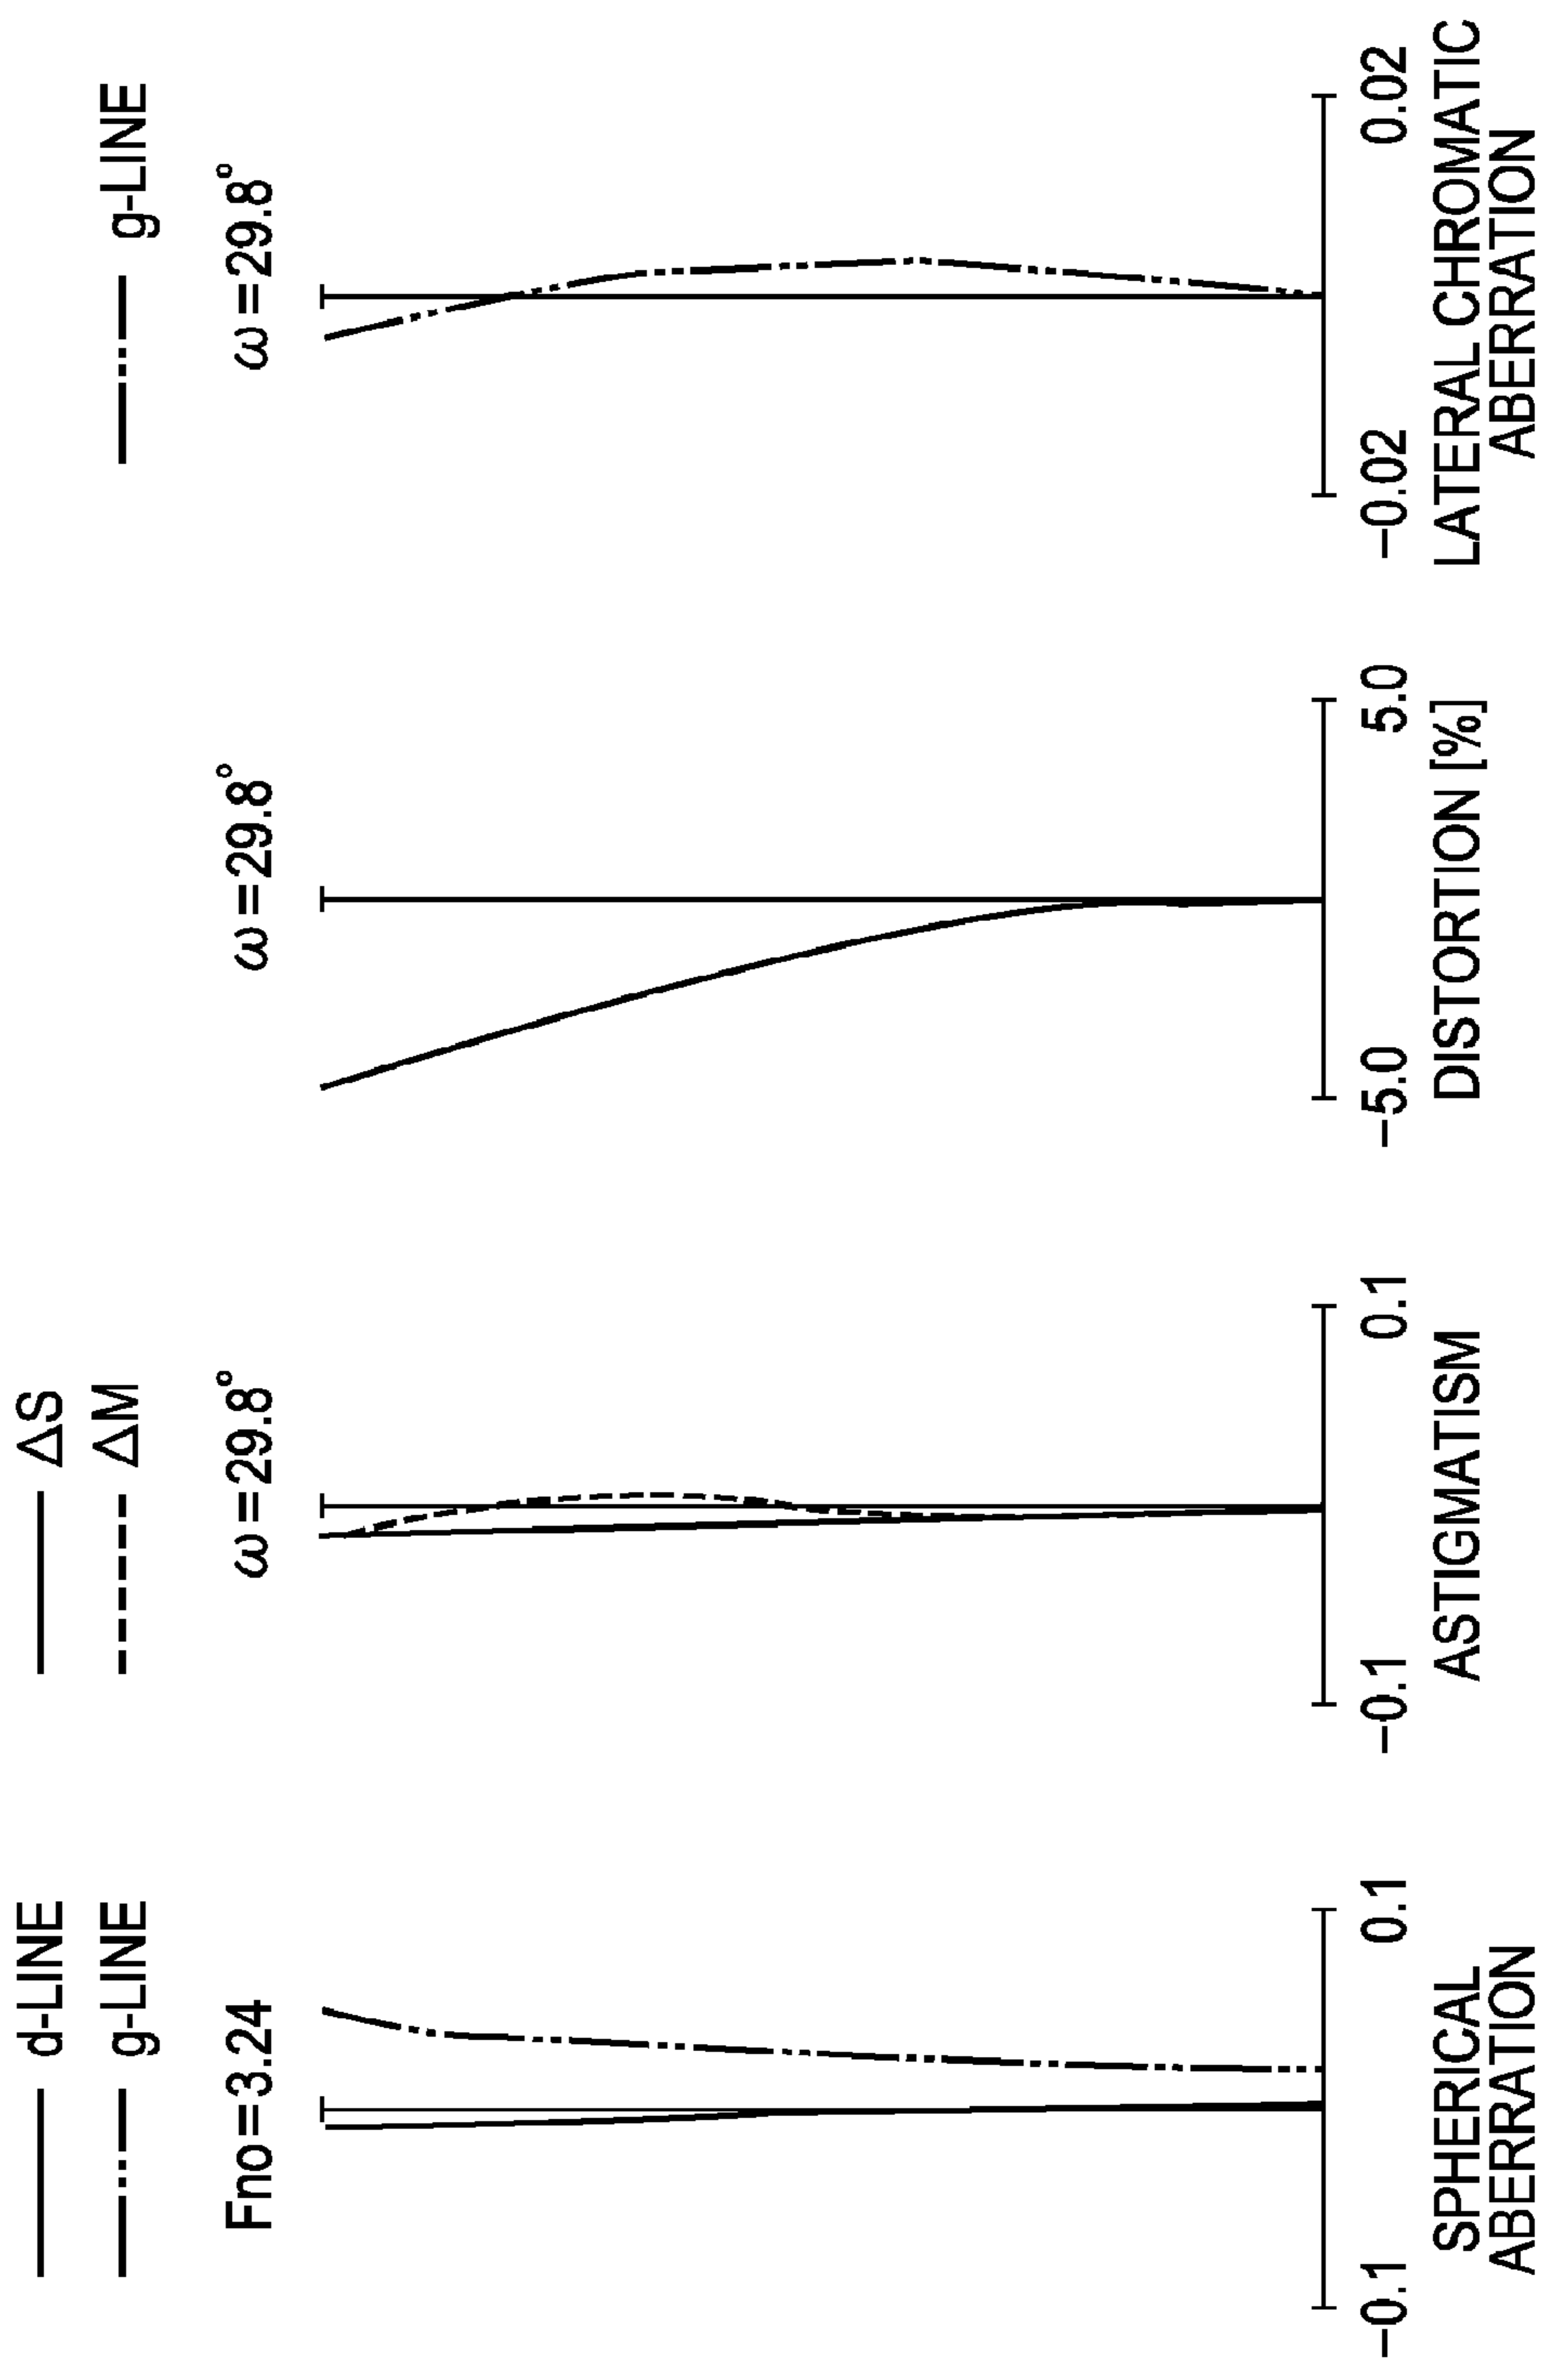 d-LINE
g-LINE
Fno=3.24
-0.1 0.1
SPHERICAL
ABERRATION
ΔS
ΔM
ω=29.8°
-0.1 0.1
ASTIGMATISM
ω=29.8°
-5.0 5.0
DISTORTION [%]
g-LINE
ω=29.8°
-0.02 0.02
LATERAL CHROMATIC
ABERRATION